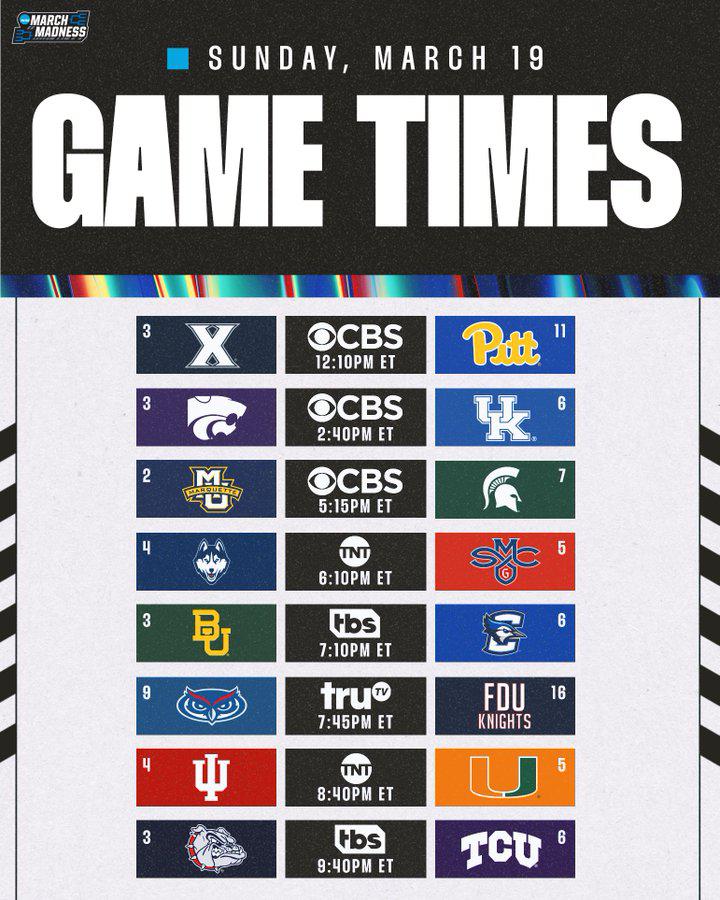 NCAA MARCH
MADNESS
SUNDAY, MARCH 19
GAME TIMES
3 X CBS Pitt 11
12:10PM ET
3 CBS UK 6
2:40PM ET
2 MU MARQUETTE CBS 7
5:15PM ET
4 TNT SMC G 5
6:10PM ET
3 BU tbs C 6
7:10PM ET
9 truTV FDU 16
7:45PM ET KNIGHTS
4 IU TNT U 5
8:40PM ET
3 tbs TCU 6
9:40PM ET